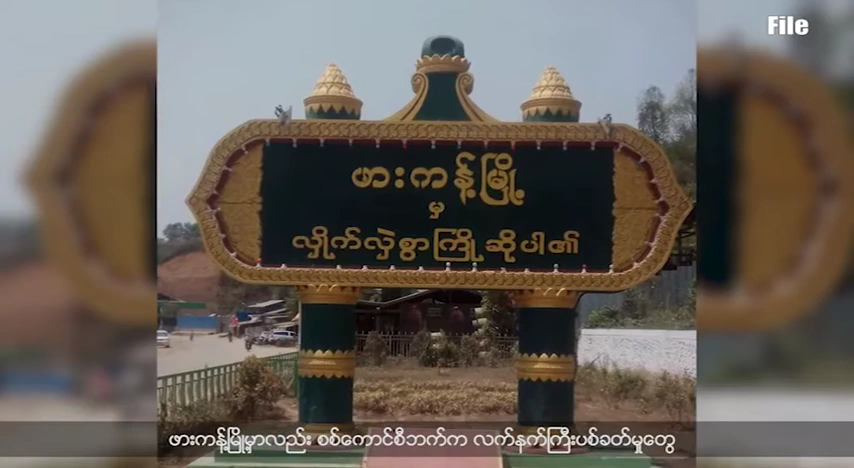 File
ဖားကန့်မြို့
မှ
လှိုက်လှဲစွာကြိုဆိုပါ၏
ဖားကန့်မြို့မှာလည်း စစ်ကောင်စီဘက်က လက်နက်ကြီးပစ်ခတ်မှုတွေ